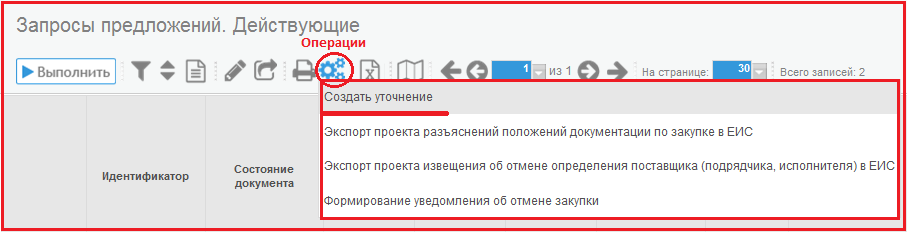 Запросы предложений. Действующие
Операции
Выполнить
1 из 1 На странице: 30 Всего записей: 2
Создать уточнение
Экспорт проекта разъяснений положений документации по закупке в ЕИС
Идентификатор
Состояние
документа
Экспорт проекта извещения об отмене определения поставщика (подрядчика, исполнителя) в ЕИС
Формирование уведомления об отмене закупки